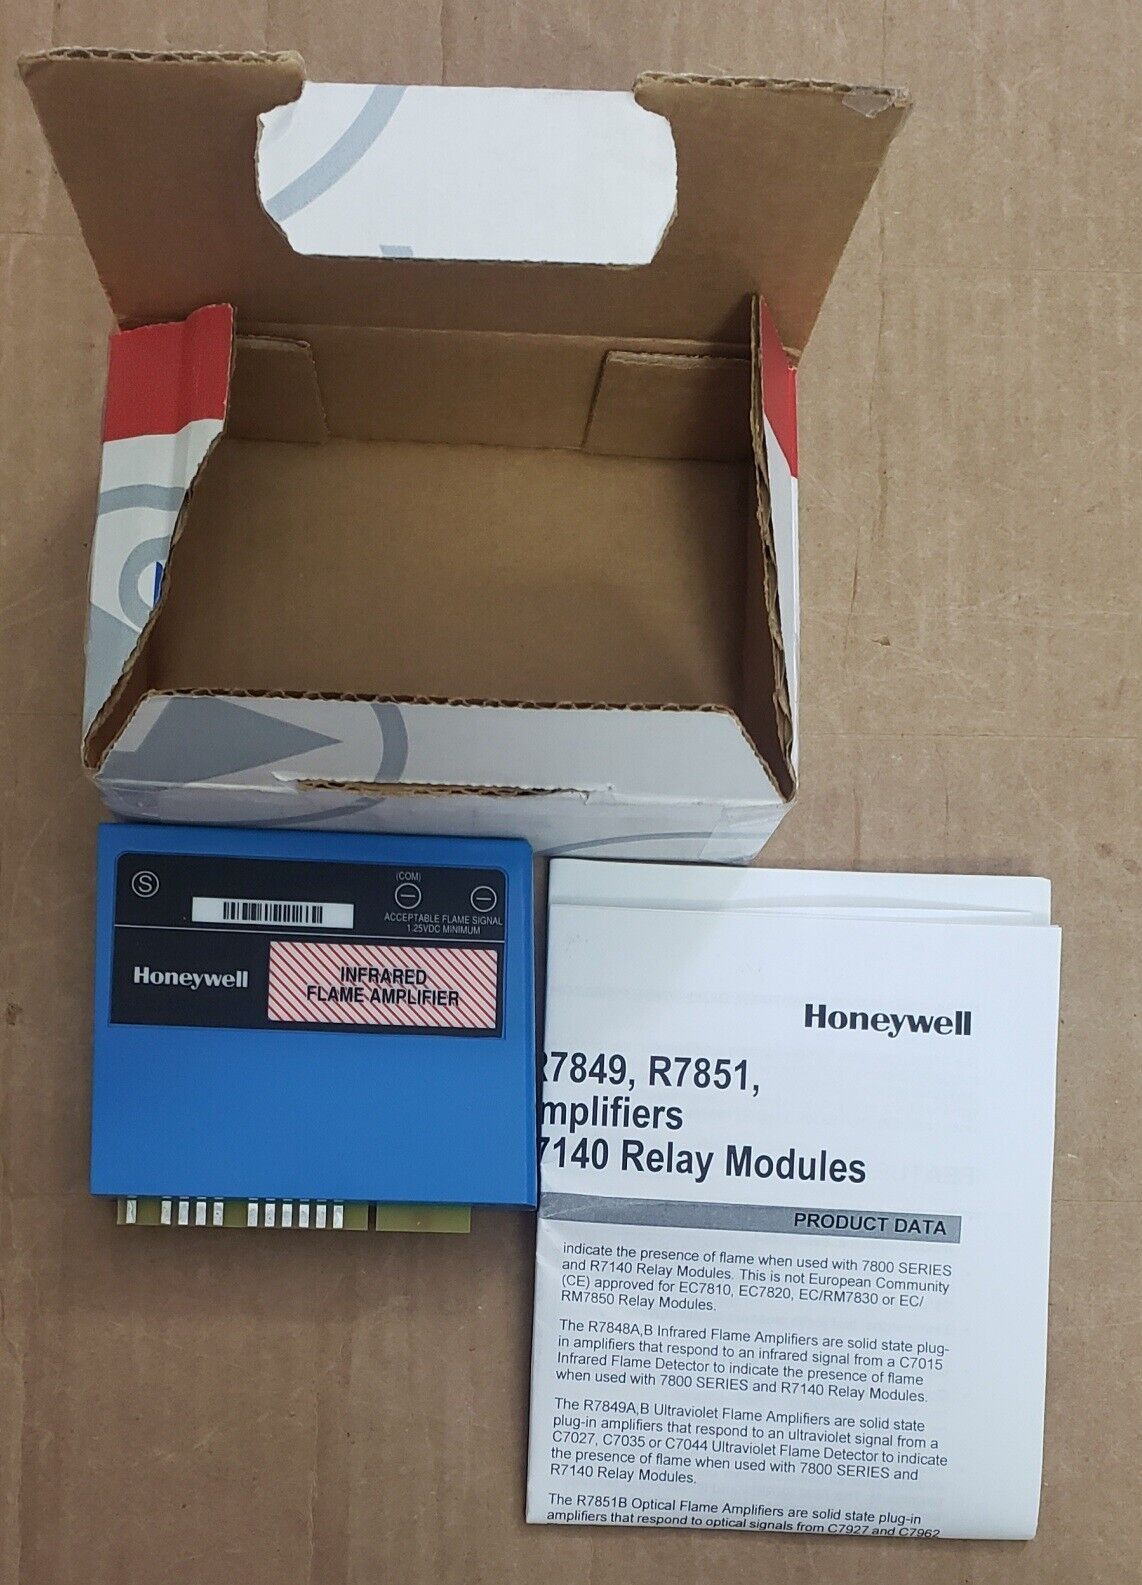 S
(COM)
ACCEPTABLE FLAME SIGNAL
1.25VDC MINIMUM
Honeywell
INFRARED
FLAME AMPLIFIER
Honeywell
R7849, R7851,
mplifiers
7140 Relay Modules
PRODUCT DATA
indicate the presence of flame when used with 7800 SERIES
and R7140 Relay Modules. This is not European Community
(CE) approved for EC7810, EC7820, EC/RM7830 or EC/
RM7850 Relay Modules.
The R7848A,B Infrared Flame Amplifiers are solid state plug-
in amplifiers that respond to an infrared signal from a C7015
Infrared Flame Detector to indicate the presence of flame
when used with 7800 SERIES and R7140 Relay Modules.
The R7849A,B Ultraviolet Flame Amplifiers are solid state
plug-in amplifiers that respond to an ultraviolet signal from a
C7027, C7035 or C7044 Ultraviolet Flame Detector to indicate
the presence of flame when used with 7800 SERIES and
R7140 Relay Modules.
The R7851B Optical Flame Amplifiers are solid state plug-in
amplifiers that respond to optical signals from C7927 and C7962